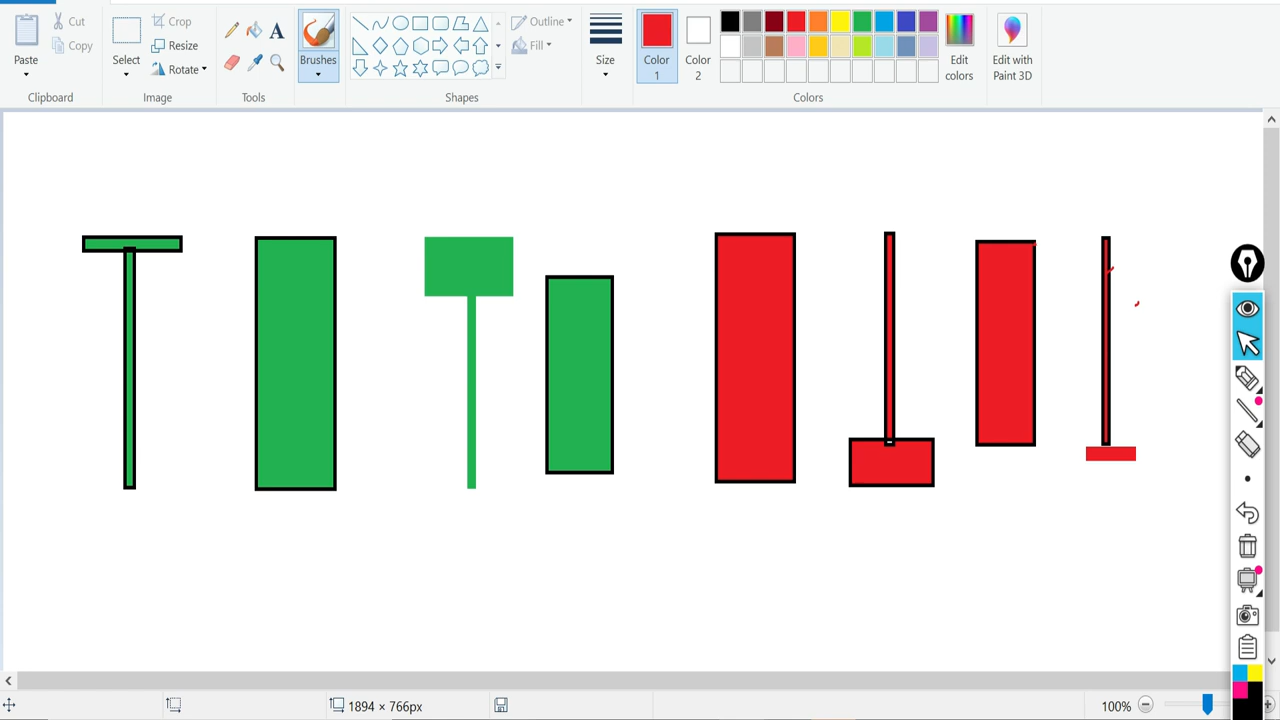 Paste
Cut
Copy
Clipboard
Select
Crop
Resize
Rotate
Image
A
Tools
Brushes
Shapes
Outline
Fill
Size
Color
1
Color
2
Colors
Edit
colors
Edit with
Paint 3D
1894 × 766px
100%